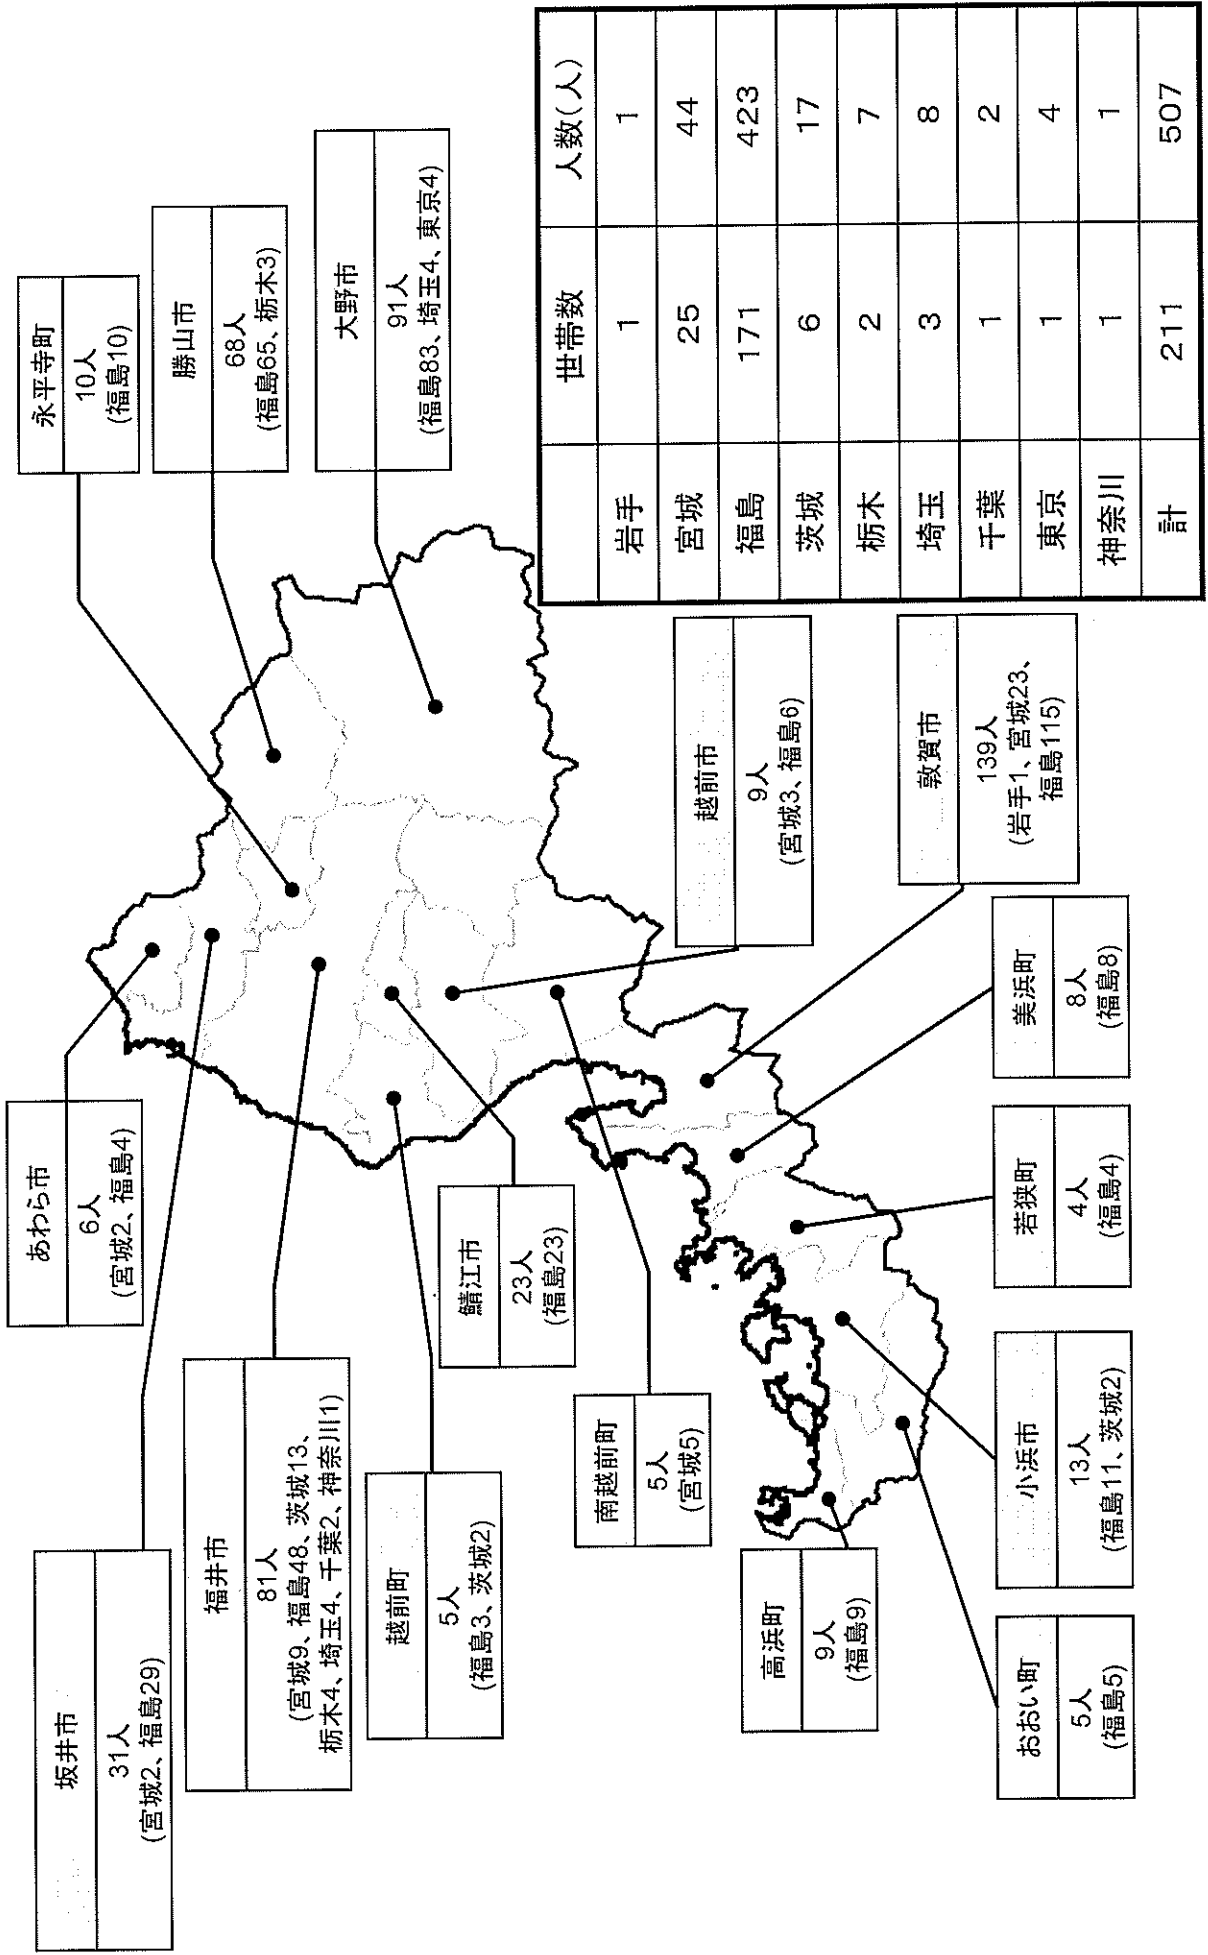 坂井市
31人
(宮城2、福島29)
あわら市
6人
(宮城2、福島4)
永平寺町
10人
(福島10)
勝山市
68人
(福島65、栃木3)
大野市
91人
(福島83、埼玉4、東京4)
福井市
81人
(宮城9、福島48、茨城13、
栃木4、埼玉4、千葉2、神奈川1)
越前町
5人
(福島3、茨城2)
鯖江市
23人
(福島23)
南越前町
5人
(宮城5)
越前市
9人
(宮城3、福島6)
敦賀市
139人
(岩手1、宮城23、
福島115)
高浜町
9人
(福島9)
おおい町
5人
(福島5)
小浜市
13人
(福島11、茨城2)
若狭町
4人
(福島4)
美浜町
8人
(福島8)
世帯数 人数(人)
岩手 1 1
宮城 25 44
福島 171 423
茨城 6 17
栃木 2 7
埼玉 3 8
千葉 1 2
東京 1 4
神奈川 1 1
計 211 507